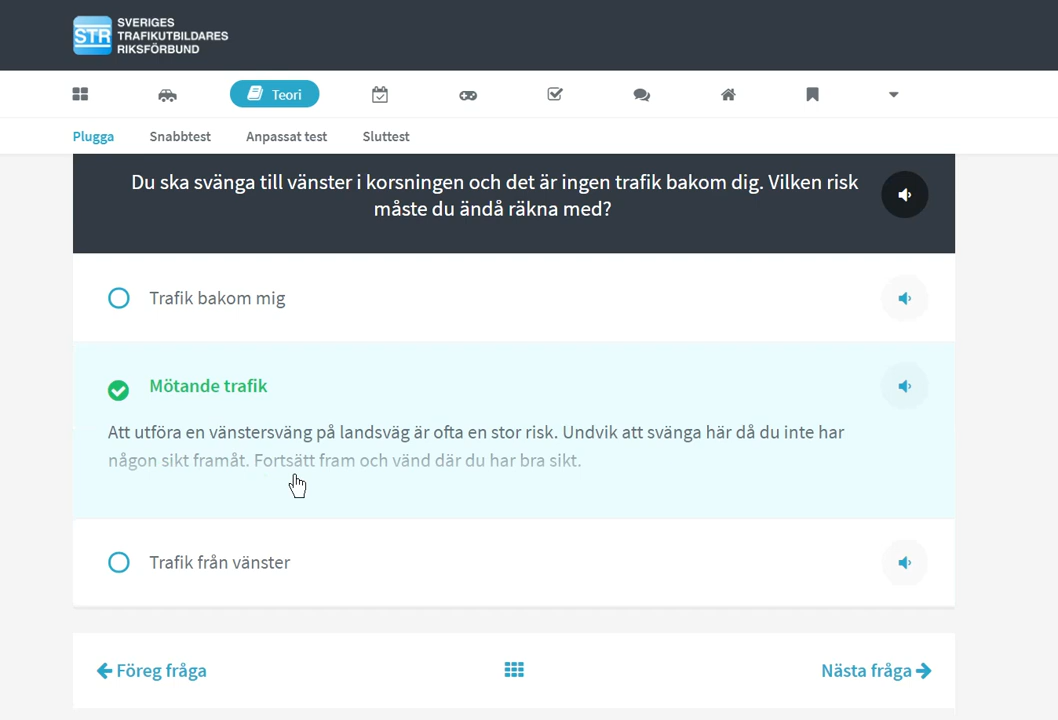 STR
SVERIGES
TRAFIKUTBILDARES
RIKSFÖRBUND
Teori
Plugga
Snabbtest
Anpassat test
Sluttest
Du ska svänga till vänster i korsningen och det är ingen trafik bakom dig. Vilken risk
måste du ändå räkna med?
Trafik bakom mig
Mötande trafik
Att utföra en vänstersväng på landsväg är ofta en stor risk. Undvik att svänga här då du inte har
någon sikt framåt. Fortsätt fram och vänd där du har bra sikt.
Trafik från vänster
Föreg fråga
Nästa fråga